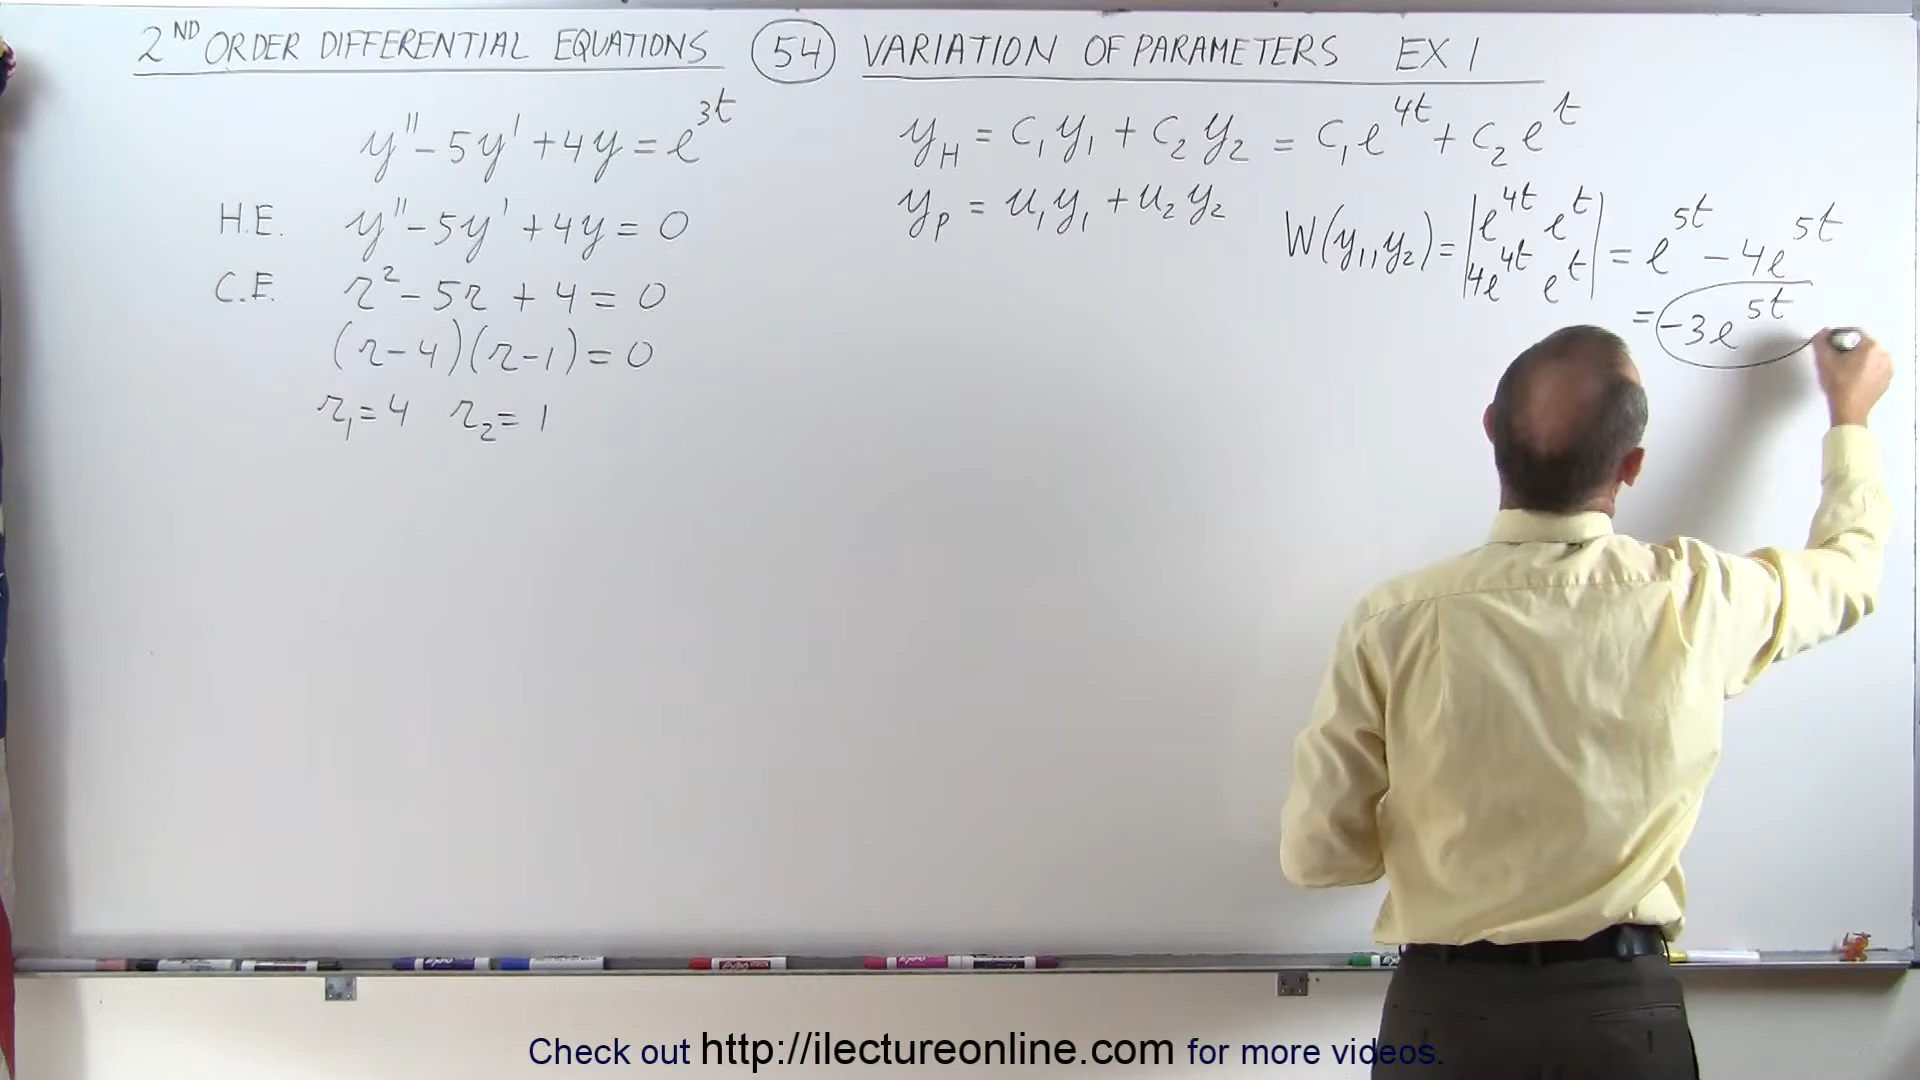 2ND ORDER DIFFERENTIAL EQUATIONS 54 VARIATION OF PARAMETERS EX 1
y'' - 5y' + 4y = e^3t
H.E. y'' - 5y' + 4y = 0
C.E. r² - 5r + 4 = 0
(r - 4)(r - 1) = 0
r₁ = 4 r₂ = 1
y_H = C₁y₁ + C₂y₂ = C₁e^4t + C₂e^t
y_P = u₁y₁ + u₂y₂
W(y₁, y₂) = |e^4t e^t| = e^5t - 4e^5t
|4e^4t e^t|
= -3e^5t
EXPO
EXPO
Check out http://ilectureonline.com for more videos.